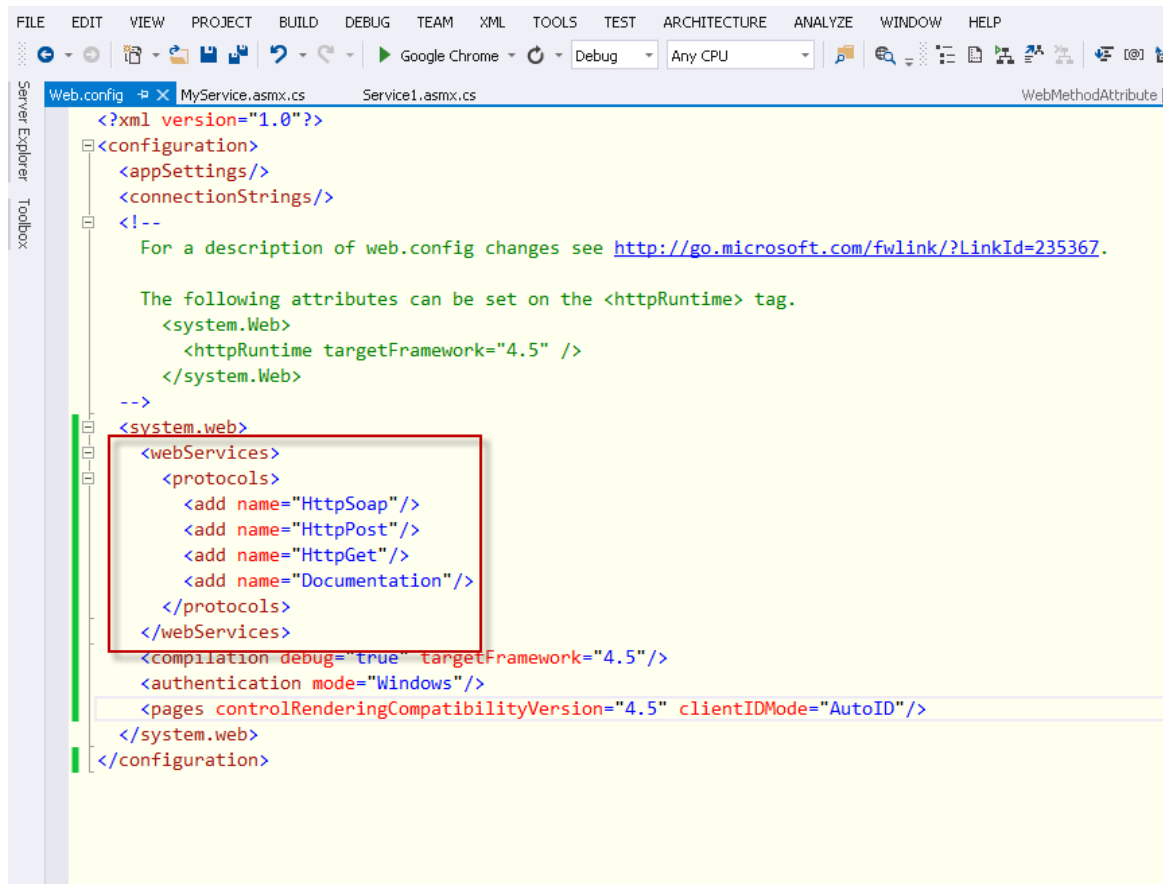 FILE EDIT VIEW PROJECT BUILD DEBUG TEAM XML TOOLS TEST ARCHITECTURE ANALYZE WINDOW HELP
Google Chrome Debug Any CPU
Server Explorer
Toolbox
Web.config MyService.asmx.cs Service1.asmx.cs WebMethodAttribute
<?xml version="1.0"?>
<configuration>
<appSettings/>
<connectionStrings/>
<!--
For a description of web.config changes see http://go.microsoft.com/fwlink/?LinkId=235367.
The following attributes can be set on the <httpRuntime> tag.
<system.Web>
<httpRuntime targetFramework="4.5" />
</system.Web>
-->
<system.web>
<webServices>
<protocols>
<add name="HttpSoap"/>
<add name="HttpPost"/>
<add name="HttpGet"/>
<add name="Documentation"/>
</protocols>
</webServices>
<compilation debug="true" targetFramework="4.5"/>
<authentication mode="Windows"/>
<pages controlRenderingCompatibilityVersion="4.5" clientIDMode="AutoID"/>
</system.web>
</configuration>